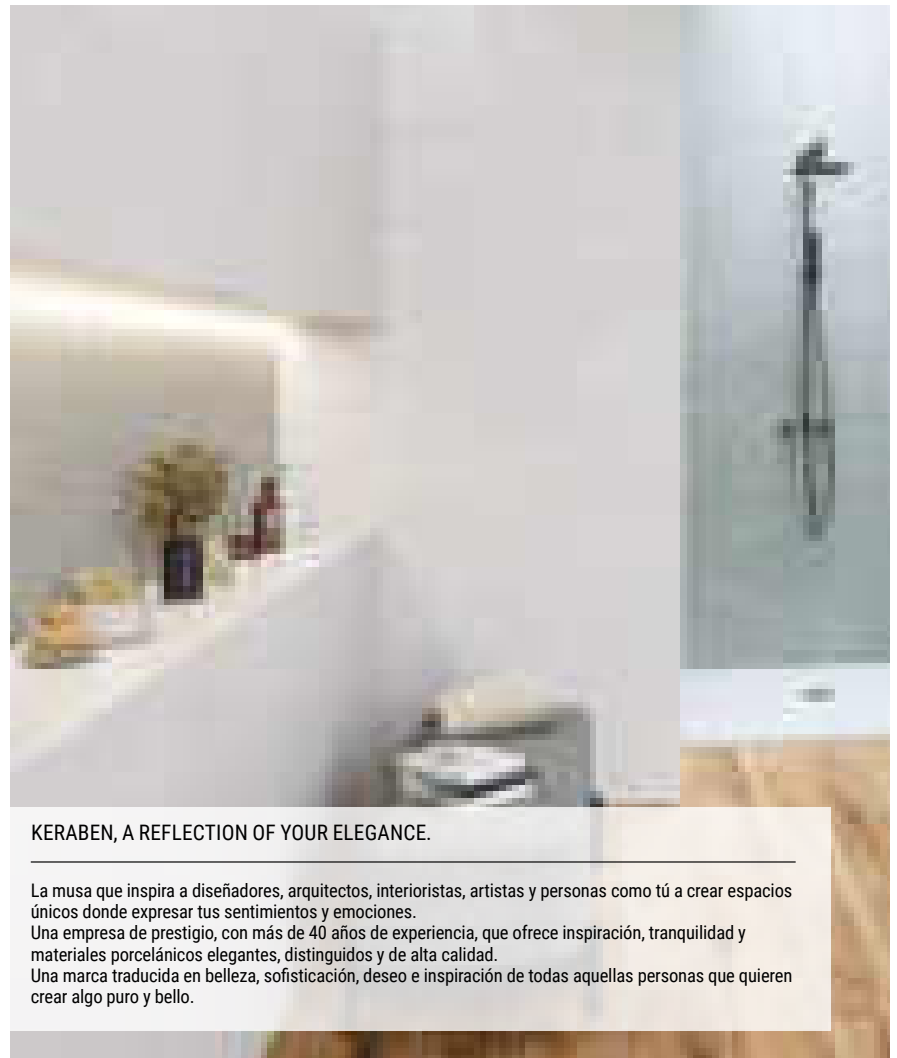 KERABEN, A REFLECTION OF YOUR ELEGANCE.
La musa que inspira a diseñadores, arquitectos, interioristas, artistas y personas como tú a crear espacios
únicos donde expresar tus sentimientos y emociones.
Una empresa de prestigio, con más de 40 años de experiencia, que ofrece inspiración, tranquilidad y
materiales porcelánicos elegantes, distinguidos y de alta calidad.
Una marca traducida en belleza, sofisticación, deseo e inspiración de todas aquellas personas que quieren
crear algo puro y bello.